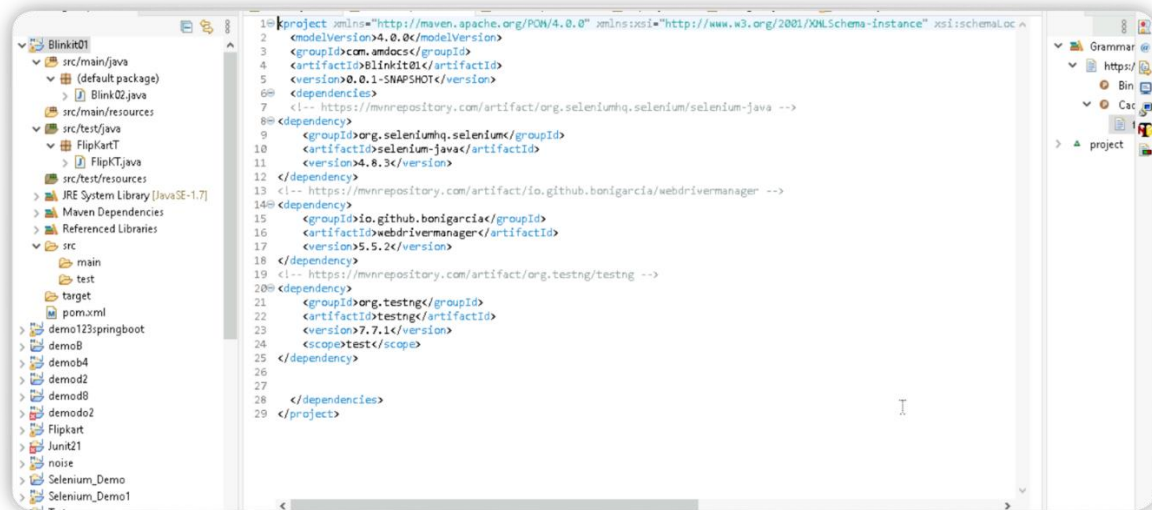 Blinkit01
src/main/java
(default package)
Blink02.java
src/main/resources
src/test/java
FlipKartT
FlipKT.java
src/test/resources
JRE System Library [JavaSE-1.7]
Maven Dependencies
Referenced Libraries
src
main
test
target
pom.xml
demo123springboot
demoB
demob4
demod2
demod8
demodo2
Flipkart
Junit21
noise
Selenium_Demo
Selenium_Demo1
1 <project xmlns="http://maven.apache.org/POM/4.0.0" xmlns:xsi="http://www.w3.org/2001/XMLSchema-instance" xsi:schemaLoc
2 <modelVersion>4.0.0</modelVersion>
3 <groupId>com.amdocs</groupId>
4 <artifactId>Blinkit01</artifactId>
5 <version>0.0.1-SNAPSHOT</version>
6 <dependencies>
7 <!-- https://mvnrepository.com/artifact/org.seleniumhq.selenium/selenium-java -->
8 <dependency>
9 <groupId>org.seleniumhq.selenium</groupId>
10 <artifactId>selenium-java</artifactId>
11 <version>4.8.3</version>
12 </dependency>
13 <!-- https://mvnrepository.com/artifact/io.github.bonigarcia/webdrivermanager -->
14 <dependency>
15 <groupId>io.github.bonigarcia</groupId>
16 <artifactId>webdrivermanager</artifactId>
17 <version>5.5.2</version>
18 </dependency>
19 <!-- https://mvnrepository.com/artifact/org.testng/testng -->
20 <dependency>
21 <groupId>org.testng</groupId>
22 <artifactId>testng</artifactId>
23 <version>7.7.1</version>
24 <scope>test</scope>
25 </dependency>
26
27
28 </dependencies>
29 </project>
Grammar
https:/
Bin
Cac
project